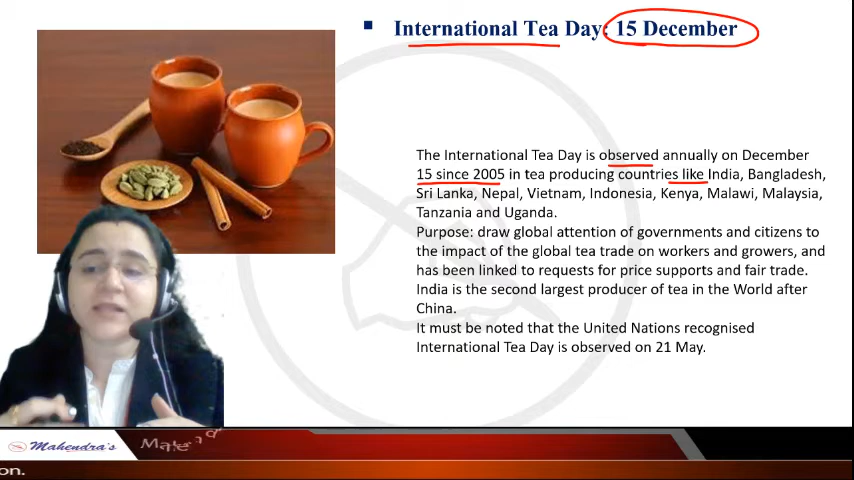 International Tea Day: 15 December
The International Tea Day is observed annually on December
15 since 2005 in tea producing countries like India, Bangladesh,
Sri Lanka, Nepal, Vietnam, Indonesia, Kenya, Malawi, Malaysia,
Tanzania and Uganda.
Purpose: draw global attention of governments and citizens to
the impact of the global tea trade on workers and growers, and
has been linked to requests for price supports and fair trade.
India is the second largest producer of tea in the World after
China.
It must be noted that the United Nations recognised
International Tea Day is observed on 21 May.
Mahendra's
on.